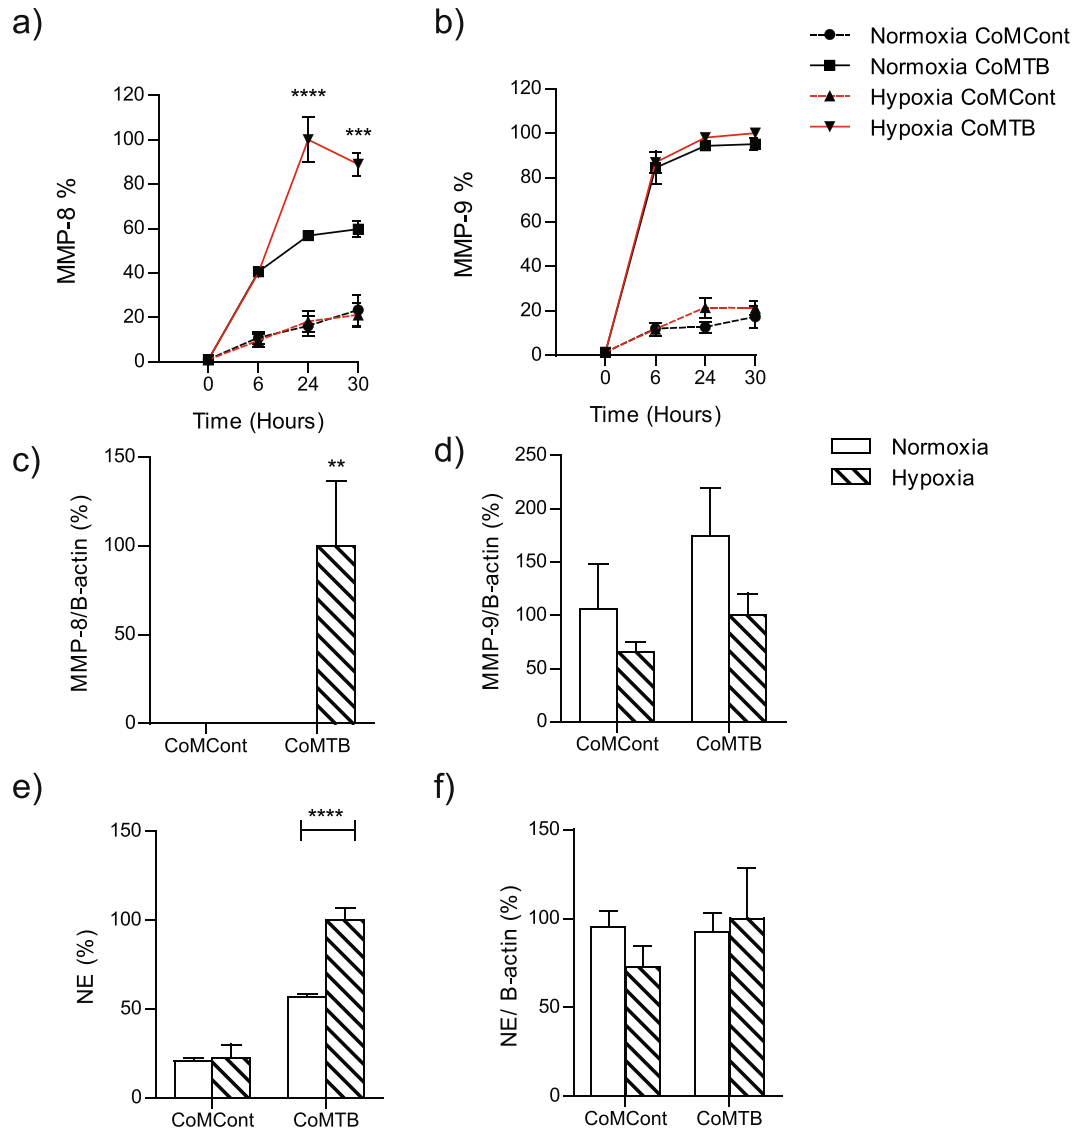 a)
b)
Normoxia CoMCont
Normoxia CoMTB
Hypoxia CoMCont
Hypoxia CoMTB
MMP-8 %
120
100
80
60
40
20
0
****
***
0 6 24 30
Time (Hours)
MMP-9 %
120
100
80
60
40
20
0
0 6 24 30
Time (Hours)
c)
MMP-8/B-actin (%)
150
100
50
0
**
CoMCont CoMTB
d)
MMP-9/B-actin (%)
250
200
150
100
50
0
CoMCont CoMTB
Normoxia
Hypoxia
e)
NE (%)
150
100
50
0
****
CoMCont CoMTB
f)
NE/ B-actin (%)
150
100
50
0
CoMCont CoMTB